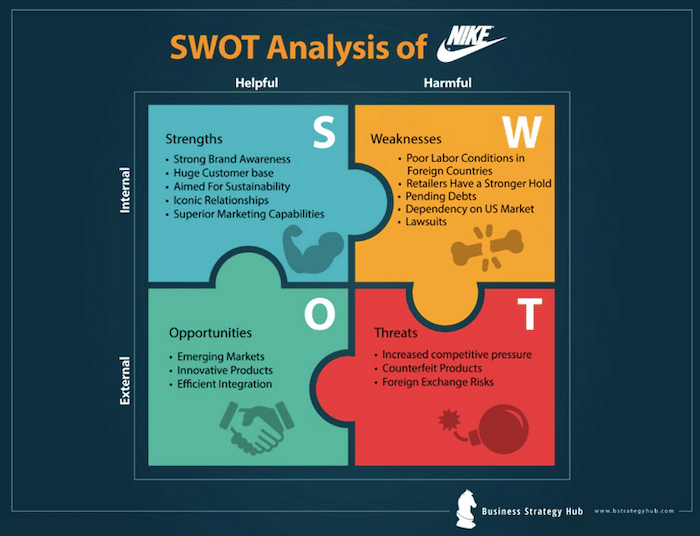 SWOT Analysis of NIKE
Helpful
Harmful
Internal
S
Strengths
• Strong Brand Awareness
• Huge Customer base
• Aimed For Sustainability
• Iconic Relationships
• Superior Marketing Capabilities
W
Weaknesses
• Poor Labor Conditions in
Foreign Countries
• Retailers Have a Stronger Hold
• Pending Debts
• Dependency on US Market
• Lawsuits
External
O
Opportunities
• Emerging Markets
• Innovative Products
• Efficient Integration
T
Threats
• Increased competitive pressure
• Counterfeit Products
• Foreign Exchange Risks
Business Strategy Hub www.bstrategyhub.com